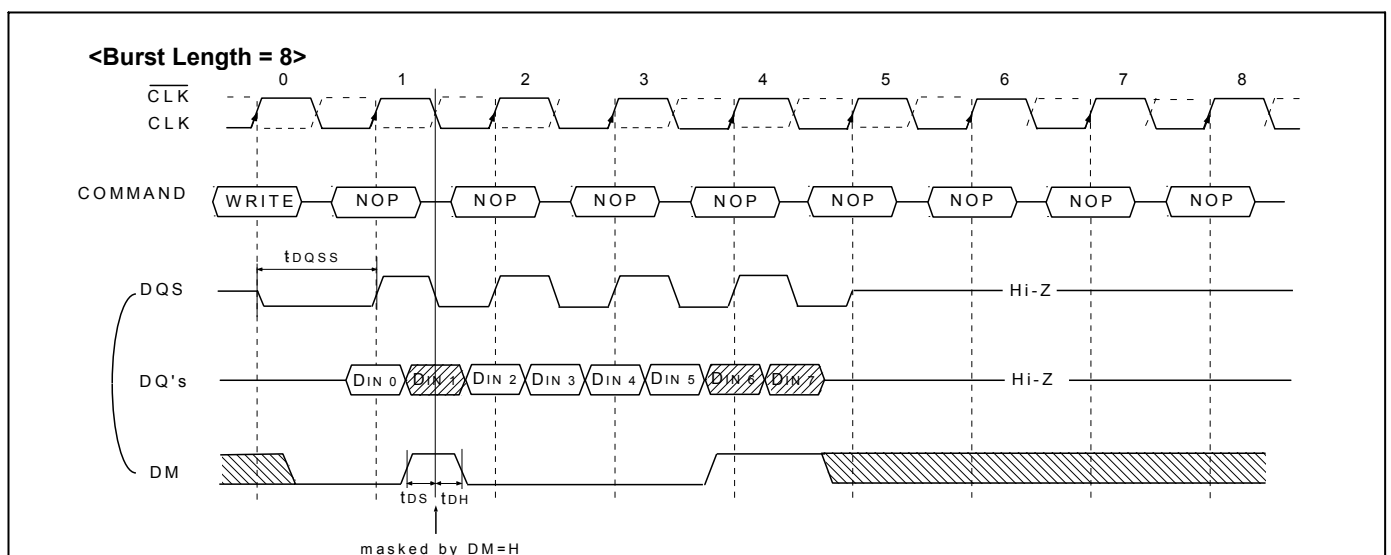 <Burst Length = 8>
0 1 2 3 4 5 6 7 8
CLK
CLK
COMMAND WRITE NOP NOP NOP NOP NOP NOP NOP NOP
tDQSS
DQS Hi-Z
DQ's DIN 0 DIN 1 DIN 2 DIN 3 DIN 4 DIN 5 DIN 6 DIN 7 Hi-Z
DM
tDS tDH
masked by DM=H